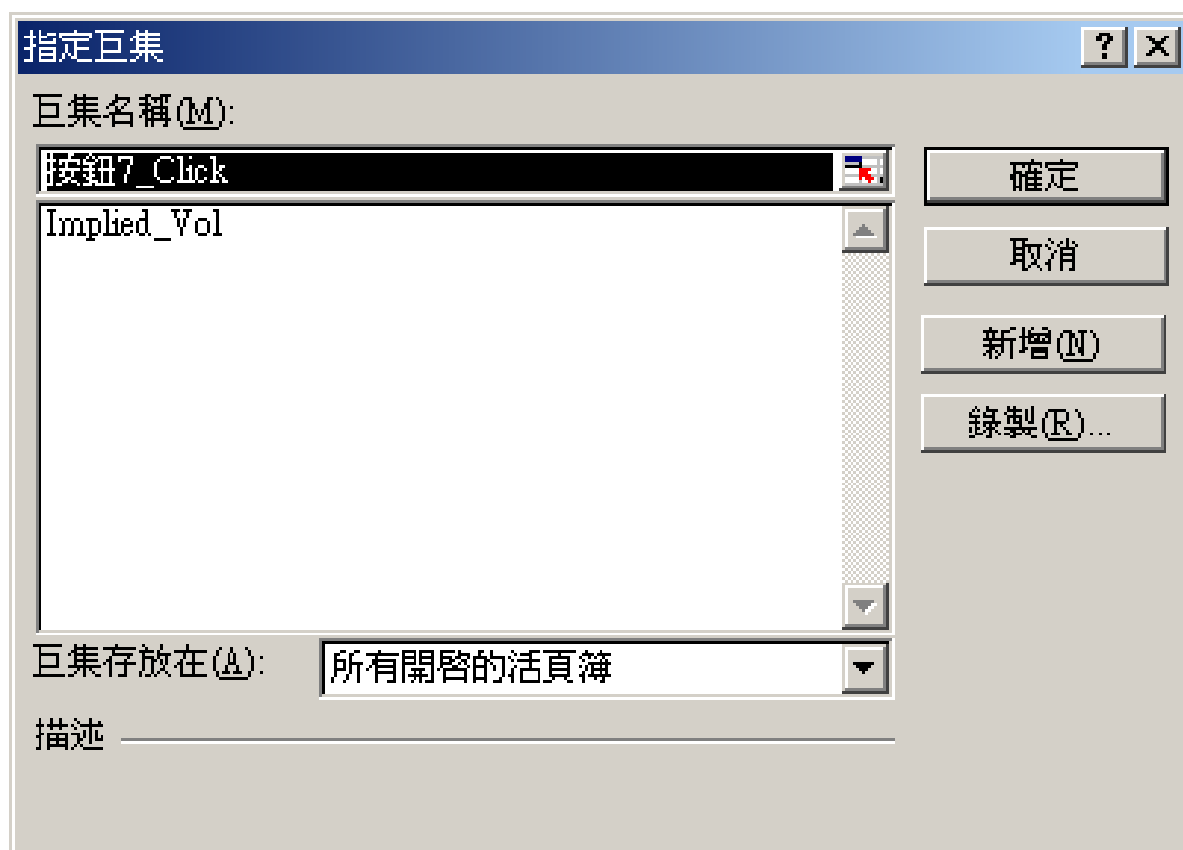 指定巨集
巨集名稱(M):
按鈕7_Click
確定
Implied_Vol
取消
新增(N)
錄製(R)...
巨集存放在(A):
所有開啓的活頁簿
描述